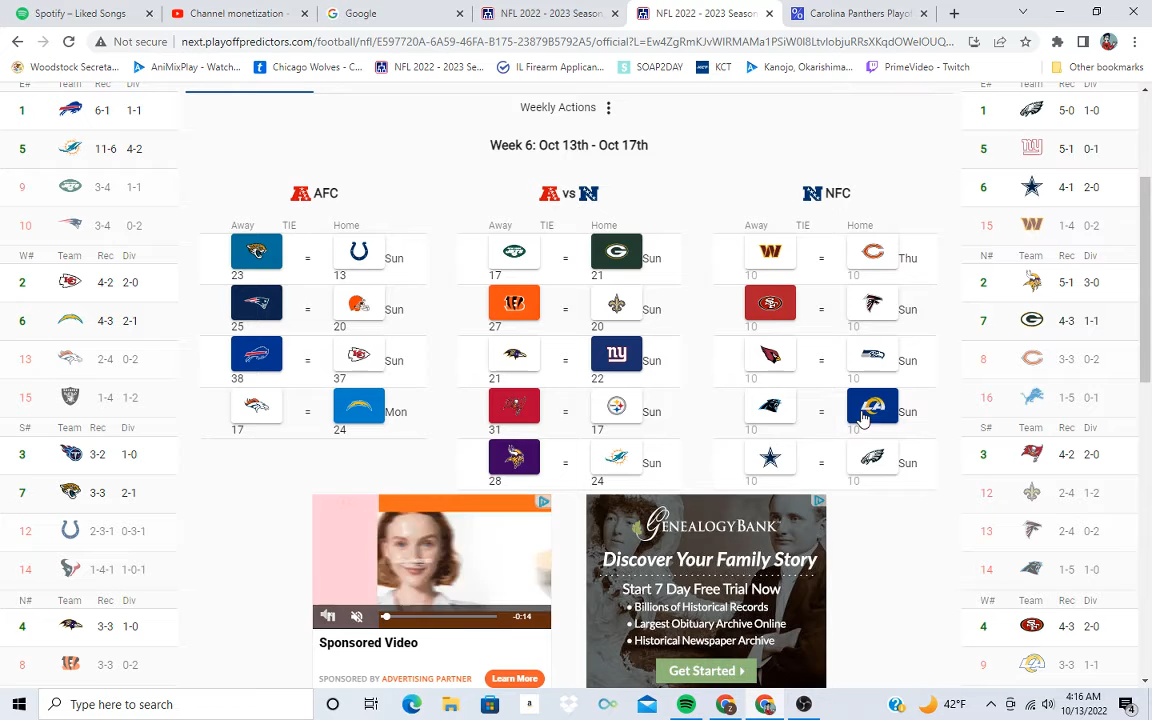 Spotify – Liked Songs
Channel monetization -
Google
NFL 2022 - 2023 Season
NFL 2022 - 2023 Season
Carolina Panthers Playof
Not secure
next.playoffpredictors.com/football/nfl/E597720A-6A59-46FA-B175-23879B5792A5/official?L=Ew4ZgRmKJvWIRMAMa1PSiW0I8LtvIobjuRRsXKqdOWelOUQ...
Woodstock Secreta...
AniMixPlay - Watch...
Chicago Wolves - C...
NFL 2022 - 2023 Se...
IL Firearm Applican...
SOAP2DAY
KCT
Kanojo, Okarishima...
PrimeVideo - Twitch
Other bookmarks
Weekly Actions
Week 6: Oct 13th - Oct 17th
AFC
AFC vs NFC
NFC
Away TIE Home
Away TIE Home
Away TIE Home
= Sun
23 13
= Sun
25 20
= Sun
38 37
= Mon
17 24
= Sun
17 21
= Sun
27 20
= Sun
21 22
= Sun
31 17
= Sun
28 24
= Thu
10 10
= Sun
10 10
= Sun
10 10
= Sun
10 10
= Sun
10 10
E# Team Rec Div
1 6-1 1-1
5 11-6 4-2
9 3-4 1-1
10 3-4 0-2
W# Team Rec Div
2 4-2 2-0
6 4-3 2-1
13 2-4 0-2
15 1-4 1-2
S# Team Rec Div
3 3-2 1-0
7 3-3 2-1
12 2-3-1 0-3-1
14 1-4-1 1-0-1
N# Team Rec Div
4 3-3 1-0
8 3-3 0-2
E# Team Rec Div
1 5-0 1-0
5 5-1 0-1
6 4-1 2-0
15 1-4 0-2
N# Team Rec Div
2 5-1 3-0
7 4-3 1-1
8 3-3 0-2
16 1-5 0-1
S# Team Rec Div
3 4-2 2-0
12 2-4 1-2
13 2-4 0-2
14 1-5 1-0
W# Team Rec Div
4 4-3 2-0
9 3-3 1-1
-0:14
Sponsored Video
SPONSORED BY ADVERTISING PARTNER
Learn More
GENEALOGYBANK
Discover Your Family Story
Start 7 Day Free Trial Now
• Billions of Historical Records
• Largest Obituary Archive Online
• Historical Newspaper Archive
Get Started
Type here to search
42°F
4:16 AM
10/13/2022
4